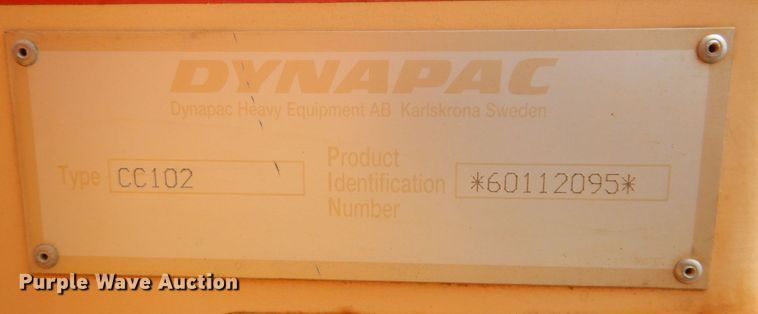 DYNAPAC
Dynapac Heavy Equipment AB Karlskrona Sweden
Type CC102
Product Identification Number *60112095*
Purple Wave Auction